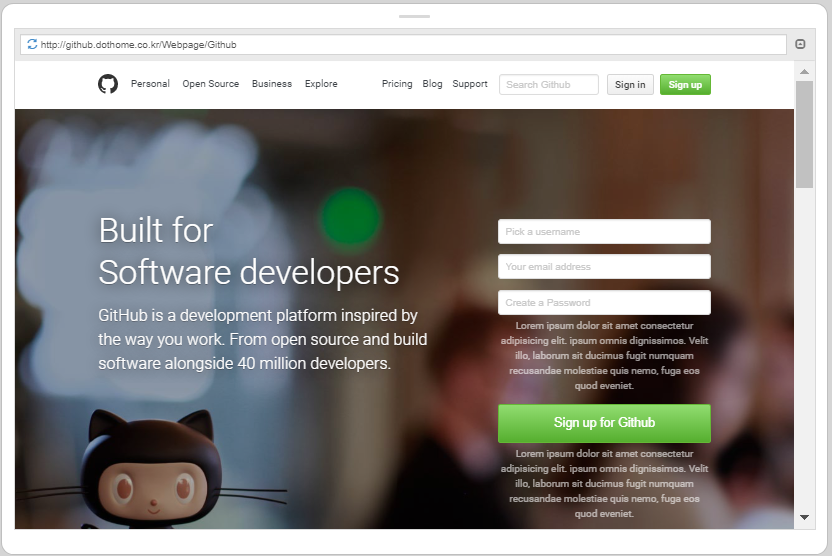 http://github.dothome.co.kr/Webpage/Github
Personal Open Source Business Explore Pricing Blog Support Search Github Sign in Sign up
Built for
Software developers
GitHub is a development platform inspired by
the way you work. From open source and build
software alongside 40 million developers.
Pick a username
Your email address
Create a Password
Lorem ipsum dolor sit amet consectetur
adipisicing elit. ipsum omnis dignissimos. Velit
illo, laborum sit ducimus fugit numquam
recusandae molestiae quis nemo, fuga eos
quod eveniet.
Sign up for Github
Lorem ipsum dolor sit amet consectetur
adipisicing elit. ipsum omnis dignissimos. Velit
illo, laborum sit ducimus fugit numquam
recusandae molestiae quis nemo, fuga eos
quod eveniet.